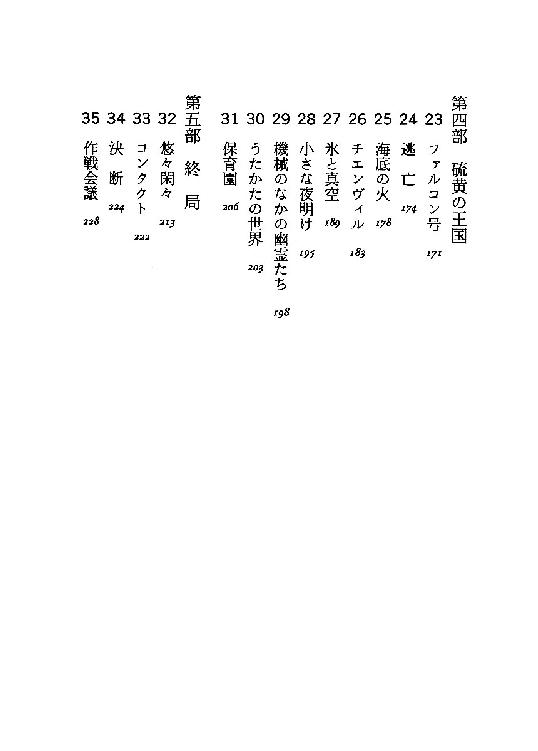 第四部 硫黄の王国
23 ファルコン号 171
24 逃亡 174
25 海底の火 178
26 チエンヴィル 183
27 氷と真空 189
28 小さな夜明け 195
29 機械のなかの幽霊たち 198
30 うたかたの世界 203
31 保育園 206
第五部 終局
32 悠々閑々 213
33 コンタクト 222
34 決断 224
35 作戦会議 228